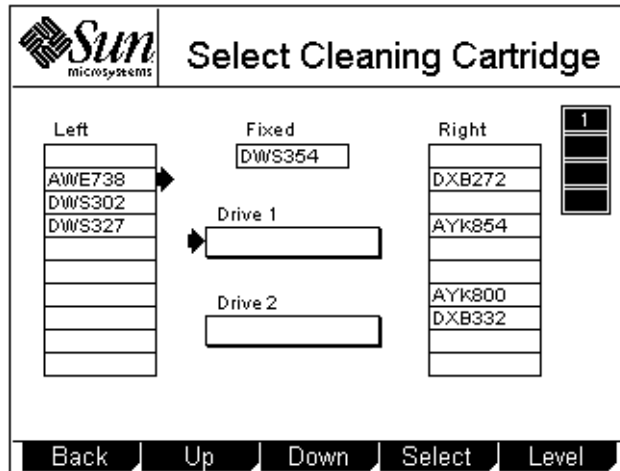 Sun
microsystems
Select Cleaning Cartridge
1
Left
AWE738
DWS302
DWS327
Fixed
DWS354
Drive 1
Drive 2
Right
DXB272
AYK854
AYK800
DXB332
Back Up Down Select Level